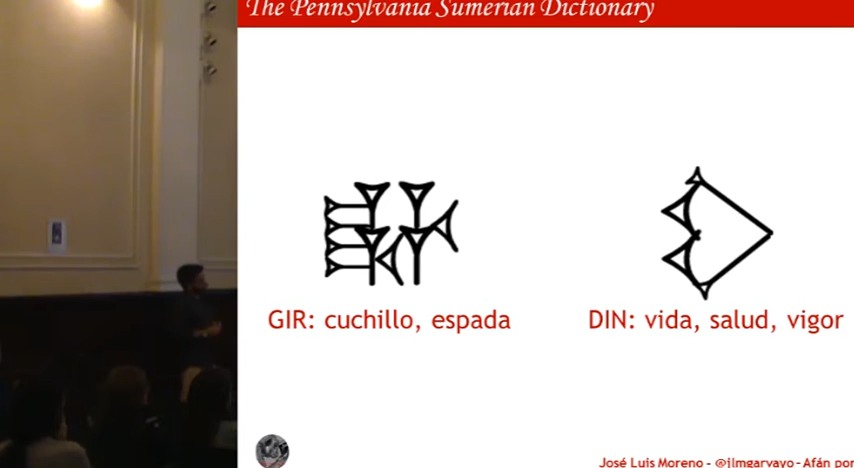 The Pennsylvania Sumerian Dictionary
GIR: cuchillo, espada
DIN: vida, salud, vigor
José Luis Moreno - @jlmgarvayo - Afán por